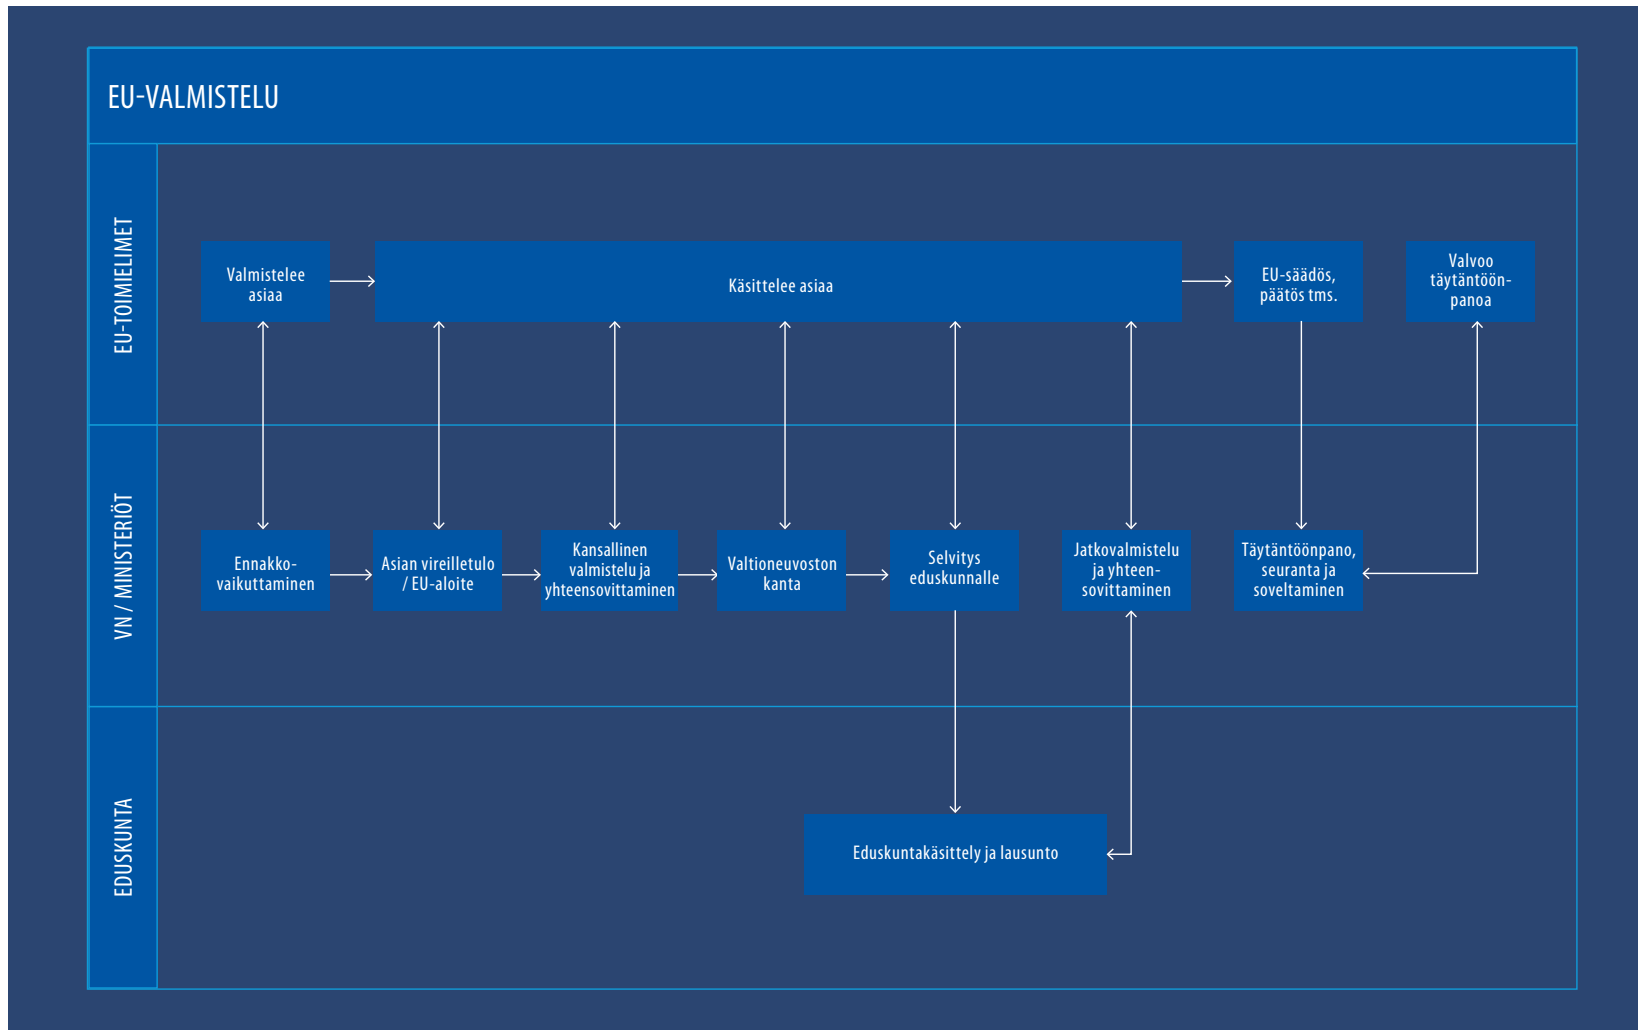 EU-VALMISTELU
EU-TOIMIELIMET
Valmistelee
asiaa
Käsittelee asiaa
EU-säädös,
päätös tms.
Valvoo
täytäntöön-
panoa
VN / MINISTERIÖT
Ennakko-
vaikuttaminen
Asian vireilletulo
/ EU-aloite
Kansallinen
valmistelu ja
yhteensovittaminen
Valtioneuvoston
kanta
Selvitys
eduskunnalle
Jatkovalmistelu
ja yhteen-
sovittaminen
Täytäntöönpano,
seuranta ja
soveltaminen
EDUSKUNTA
Eduskuntakäsittely ja lausunto